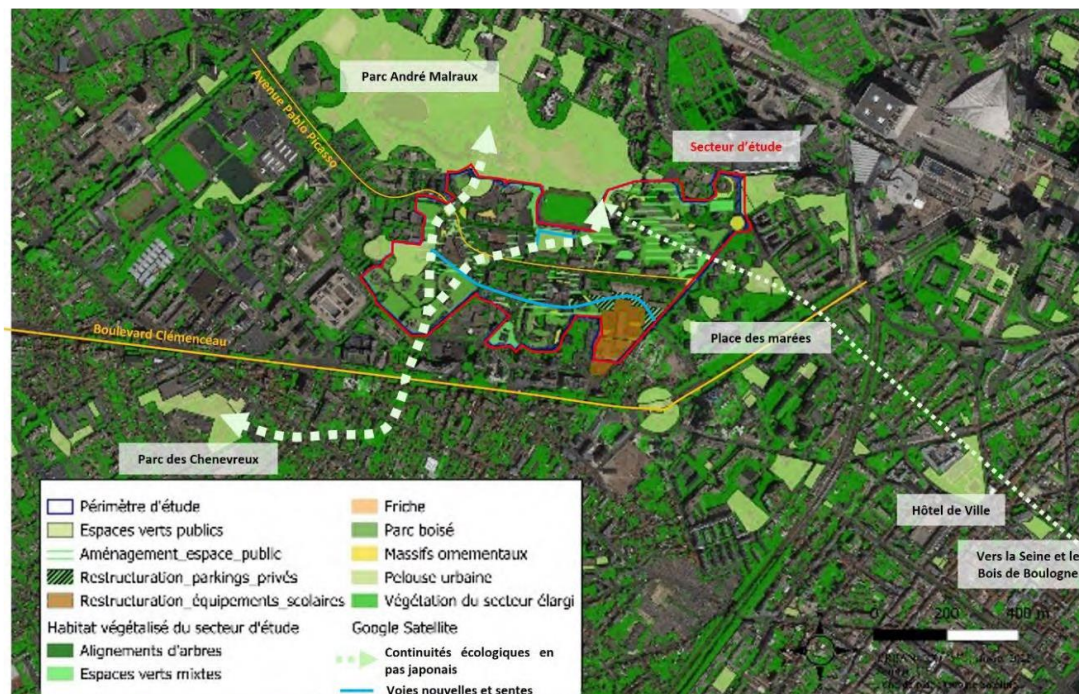 Parc André Malraux
Avenue Pablo Picasso
Secteur d'étude
Boulevard Clémenceau
Place des marées
Parc des Chenevreux
Hôtel de Ville
Vers la Seine et le
Bois de Boulogne
0 200 400 m
Périmètre d'étude
Espaces verts publics
Aménagement_espace_public
Restructuration_parkings_privés
Restructuration_équipements_scolaires
Habitat végétalisé du secteur d'étude
Alignements d'arbres
Espaces verts mixtes
Friche
Parc boisé
Massifs ornementaux
Pelouse urbaine
Végétation du secteur élargi
Google Satellite
Continuités écologiques en
pas japonais
Voies nouvelles et sentes